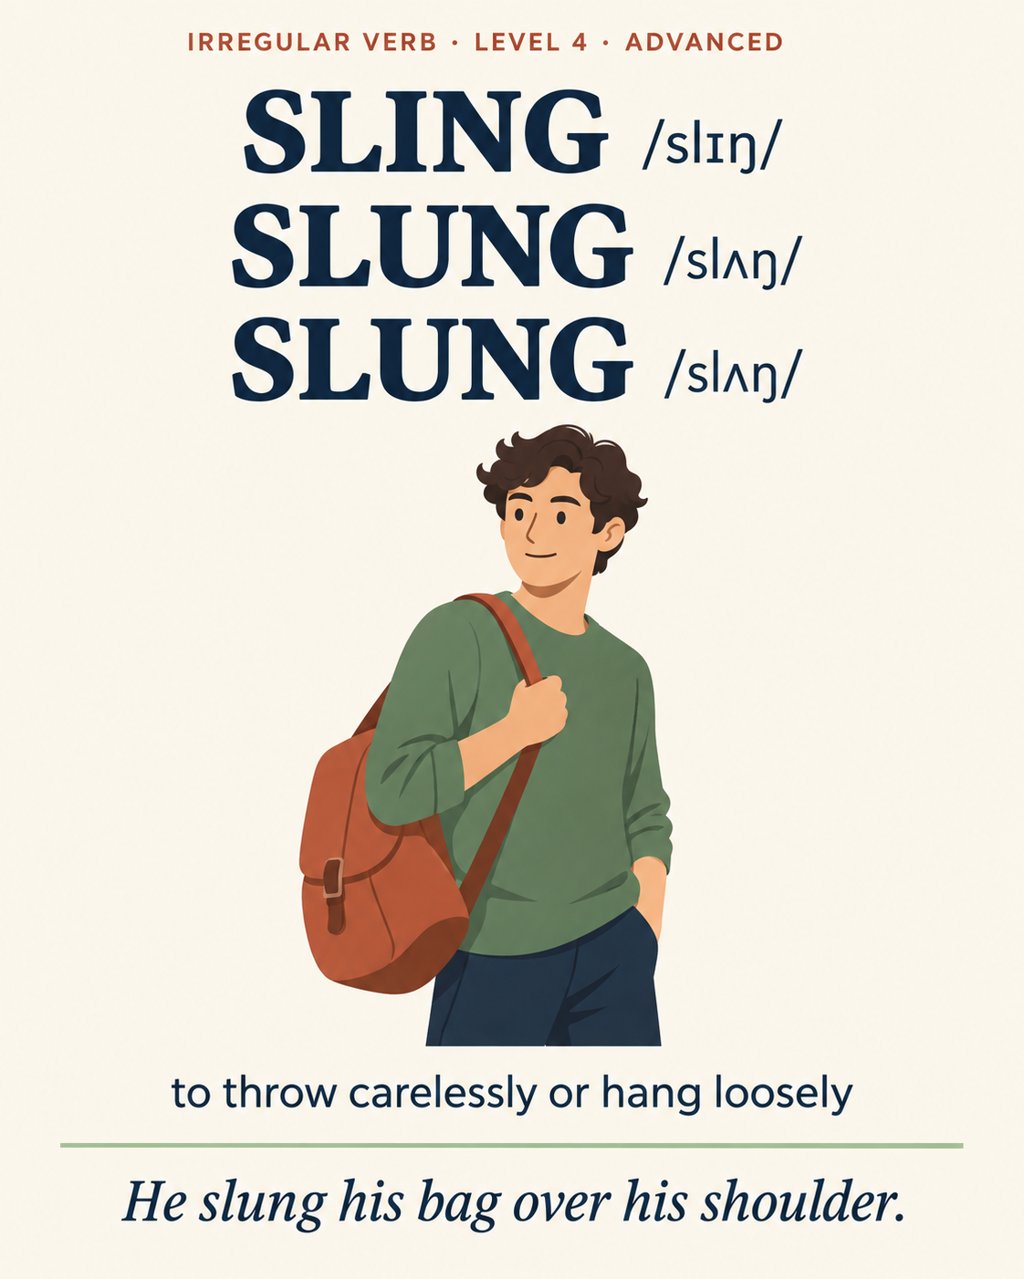 IRREGULAR VERB · LEVEL 4 · ADVANCED
SLING /slɪŋ/
SLUNG /slʌŋ/
SLUNG /slʌŋ/
to throw carelessly or hang loosely
He slung his bag over his shoulder.